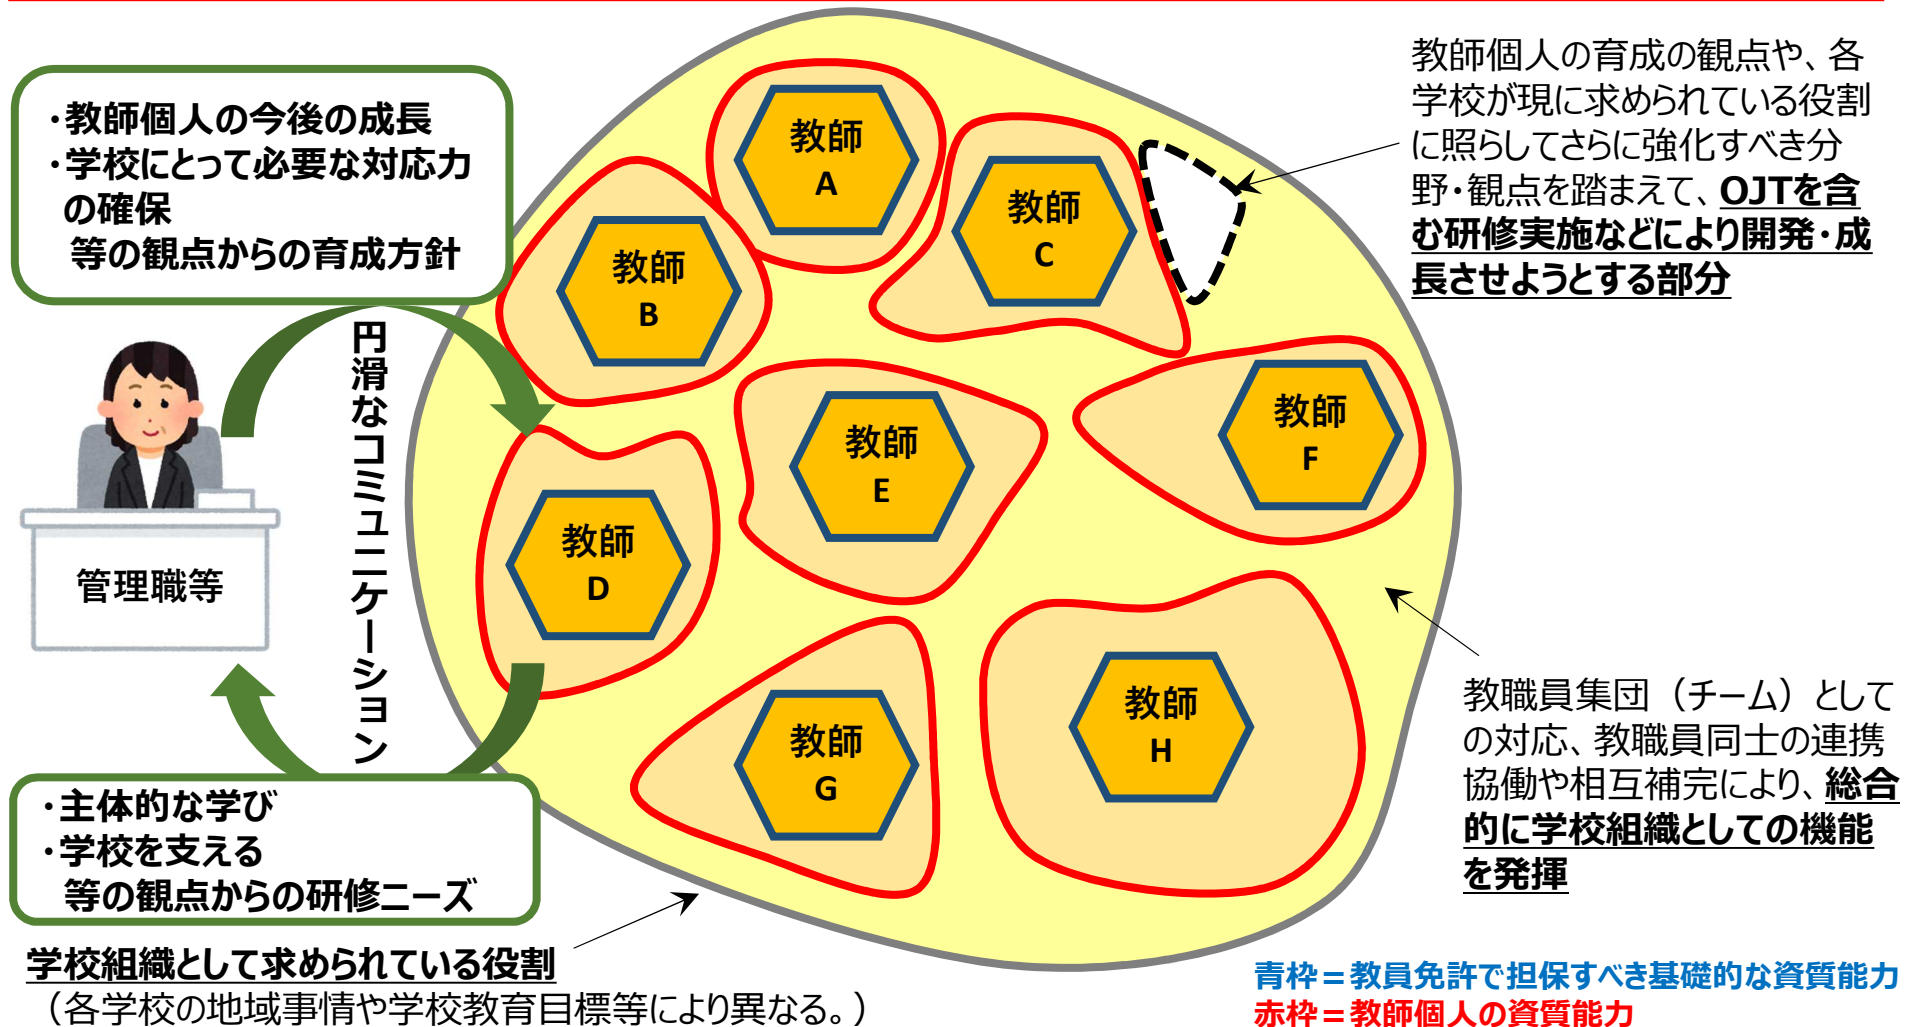 ・教師個人の今後の成長
・学校にとって必要な対応力
の確保
等の観点からの育成方針
円滑なコミュニケーション
管理職等
・主体的な学び
・学校を支える
等の観点からの研修ニーズ
教師
A
教師
B
教師
C
教師
D
教師
E
教師
F
教師
G
教師
H
教師個人の育成の観点や、各
学校が現に求められている役割
に照らしてさらに強化すべき分
野・観点を踏まえて、OJTを含
む研修実施などにより開発・成
長させようとする部分
教職員集団（チーム）として
の対応、教職員同士の連携
協働や相互補完により、総合
的に学校組織としての機能
を発揮
学校組織として求められている役割
（各学校の地域事情や学校教育目標等により異なる。）
青枠＝教員免許で担保すべき基礎的な資質能力
赤枠＝教師個人の資質能力